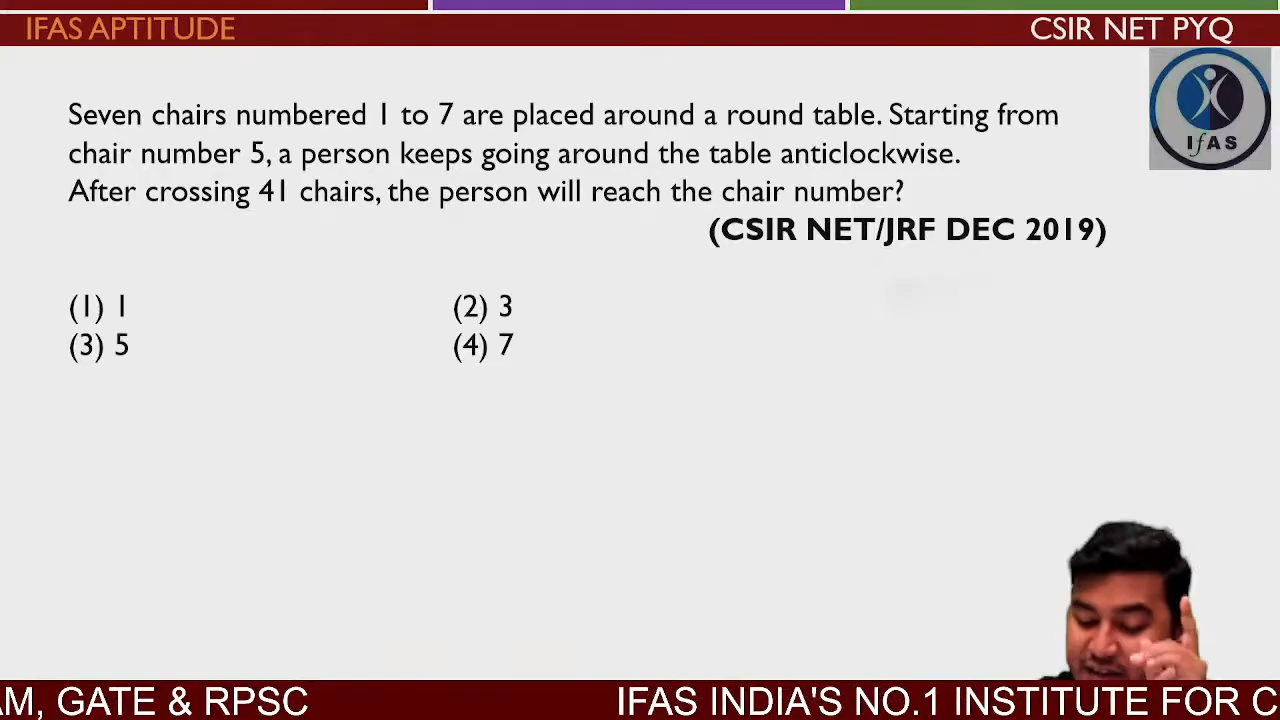 IFAS APTITUDE
CSIR NET PYQ
IfAS
Seven chairs numbered 1 to 7 are placed around a round table. Starting from
chair number 5, a person keeps going around the table anticlockwise.
After crossing 41 chairs, the person will reach the chair number?
(CSIR NET/JRF DEC 2019)
(1) 1
(2) 3
(3) 5
(4) 7
AM, GATE & RPSC
IFAS INDIA'S NO.1 INSTITUTE FOR C